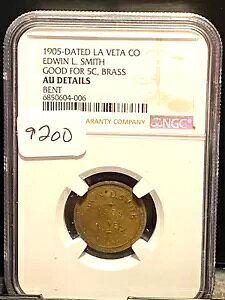 1905-DATED LA VETA CO
EDWIN L. SMITH
GOOD FOR 5C, BRASS
AU DETAILS
BENT
6850604-006
ARANTY COMPANY
NGC
9200